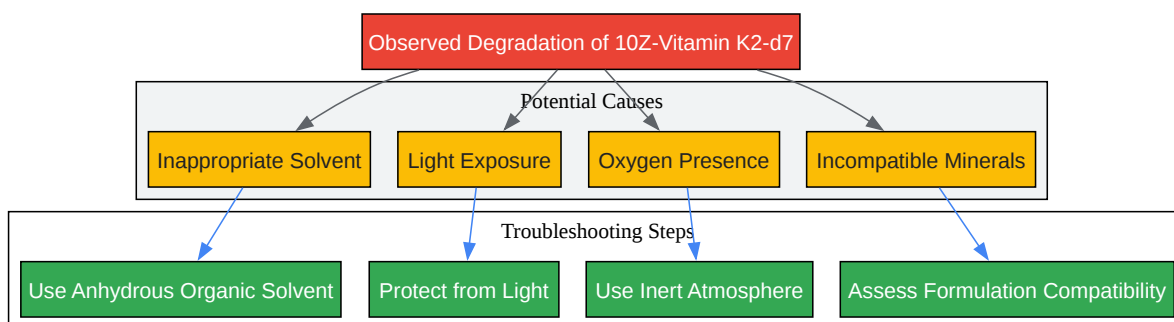 Observed Degradation of 10Z-Vitamin K2-d7
Potential Causes
Inappropriate Solvent
Light Exposure
Oxygen Presence
Incompatible Minerals
Troubleshooting Steps
Use Anhydrous Organic Solvent
Protect from Light
Use Inert Atmosphere
Assess Formulation Compatibility